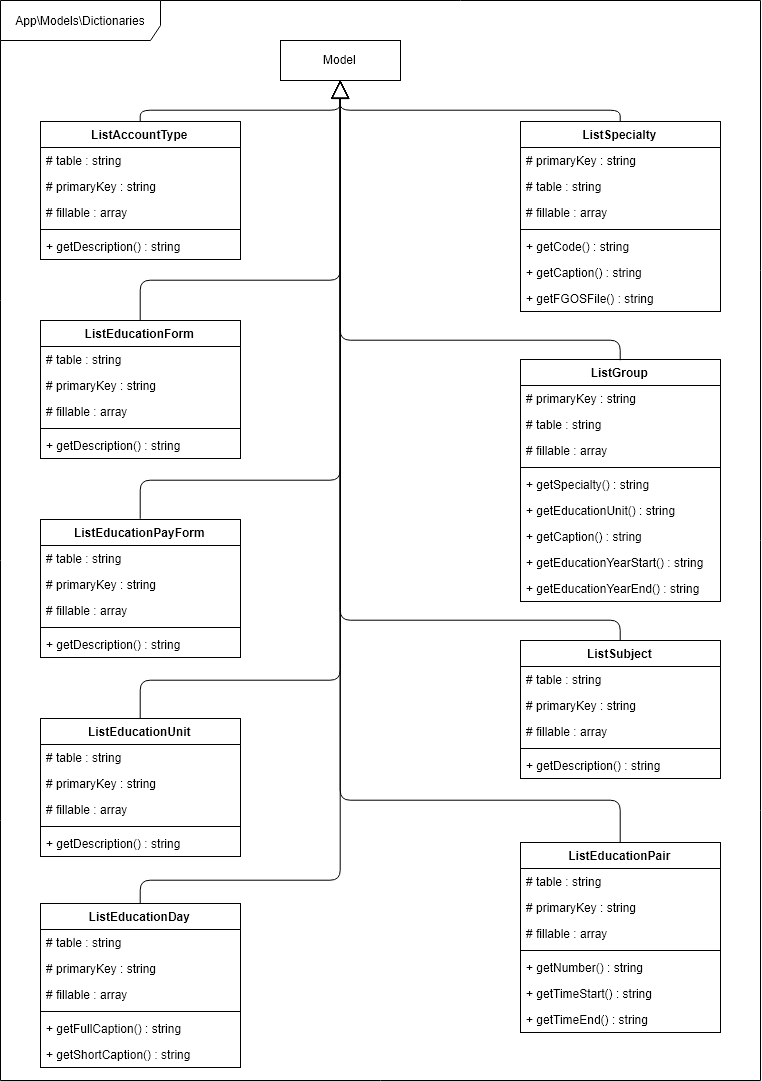 App\Models\Dictionaries
Model
ListAccountType
# table : string
# primaryKey : string
# fillable : array
+ getDescription() : string
ListEducationForm
# table : string
# primaryKey : string
# fillable : array
+ getDescription() : string
ListEducationPayForm
# table : string
# primaryKey : string
# fillable : array
+ getDescription() : string
ListEducationUnit
# table : string
# primaryKey : string
# fillable : array
+ getDescription() : string
ListEducationDay
# table : string
# primaryKey : string
# fillable : array
+ getFullCaption() : string
+ getShortCaption() : string
ListSpecialty
# primaryKey : string
# table : string
# fillable : array
+ getCode() : string
+ getCaption() : string
+ getFGOSFile() : string
ListGroup
# primaryKey : string
# table : string
# fillable : array
+ getSpecialty() : string
+ getEducationUnit() : string
+ getCaption() : string
+ getEducationYearStart() : string
+ getEducationYearEnd() : string
ListSubject
# table : string
# primaryKey : string
# fillable : array
+ getDescription() : string
ListEducationPair
# table : string
# primaryKey : string
# fillable : array
+ getNumber() : string
+ getTimeStart() : string
+ getTimeEnd() : string